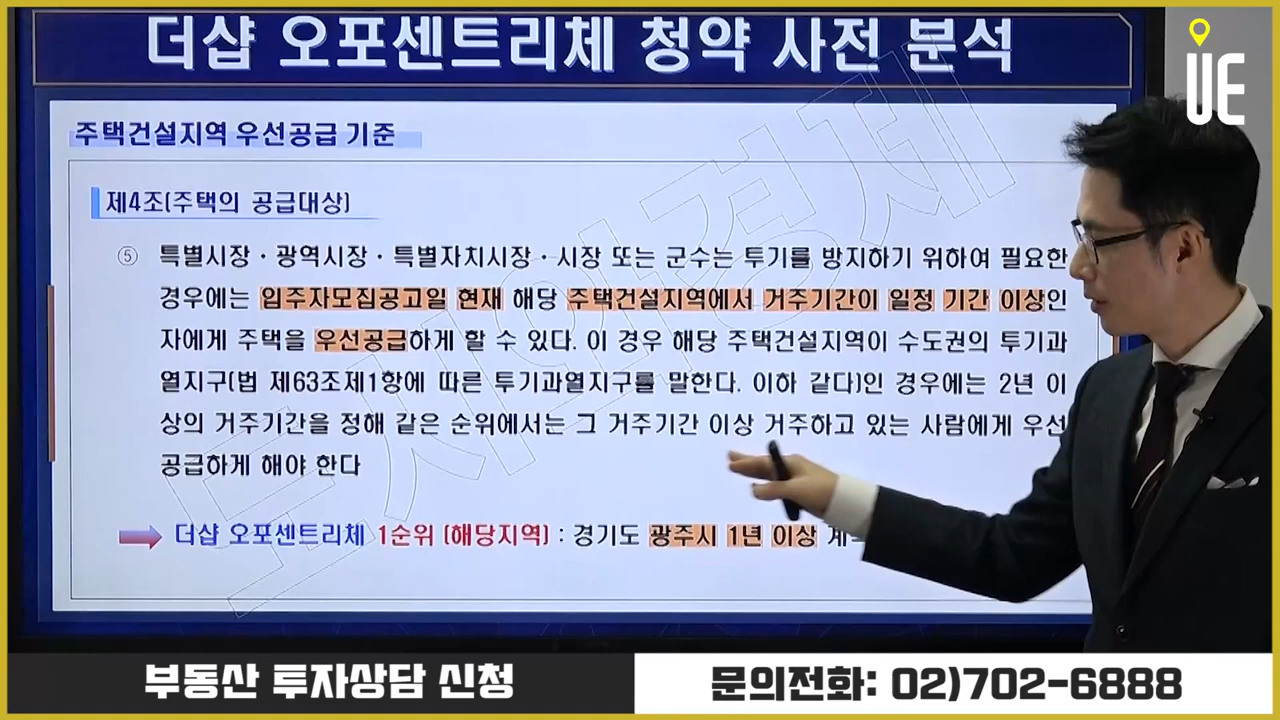 더샵 오포센트리체 청약 사전 분석
UE
주택건설지역 우선공급 기준
제4조(주택의 공급대상)
⑤ 특별시장·광역시장·특별자치시장·시장 또는 군수는 투기를 방지하기 위하여 필요한
경우에는 입주자모집공고일 현재 해당 주택건설지역에서 거주기간이 일정 기간 이상인
자에게 주택을 우선공급하게 할 수 있다. 이 경우 해당 주택건설지역이 수도권의 투기과
열지구(법 제63조제1항에 따른 투기과열지구를 말한다. 이하 같다)인 경우에는 2년 이
상의 거주기간을 정해 같은 순위에서는 그 거주기간 이상 거주하고 있는 사람에게 우선
공급하게 해야 한다
더샵 오포센트리체 1순위 (해당지역) : 경기도 광주시 1년 이상
도시와경제
부동산 투자상담 신청
문의전화: 02)702-6888